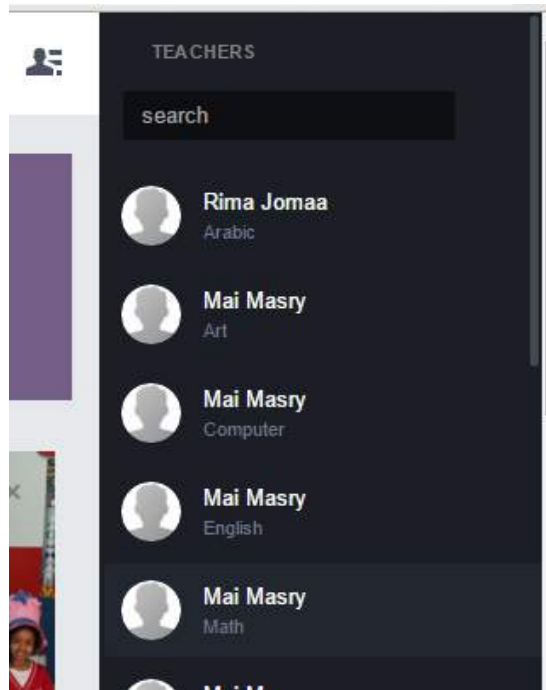 TEACHERS
search
Rima Jomaa
Arabic
Mai Masry
Art
Mai Masry
Computer
Mai Masry
English
Mai Masry
Math